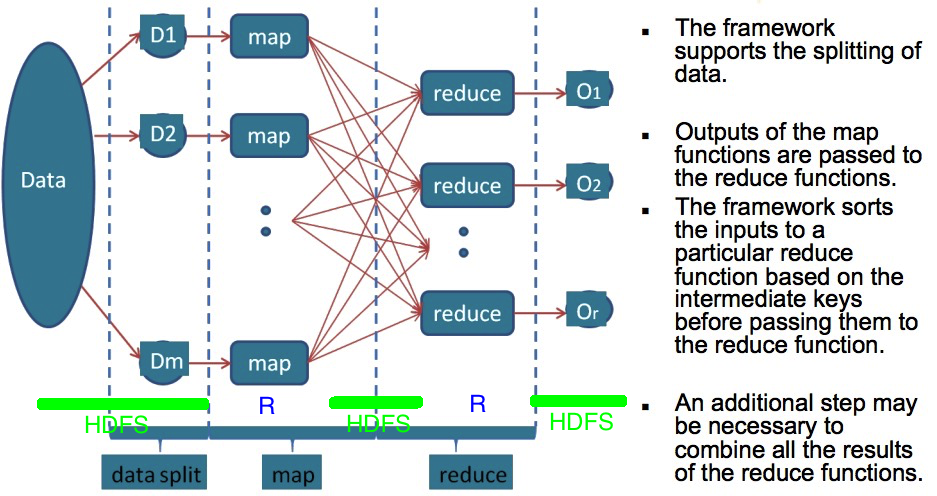 Data
D1
D2
Dm
map
map
map
reduce
reduce
reduce
O1
O2
Or
HDFS
R
HDFS
R
HDFS
data split
map
reduce
▪ The framework
supports the splitting of
data.
▪ Outputs of the map
functions are passed to
the reduce functions.
▪ The framework sorts
the inputs to a
particular reduce
function based on the
intermediate keys
before passing them to
the reduce function.
▪ An additional step may
be necessary to
combine all the results
of the reduce functions.